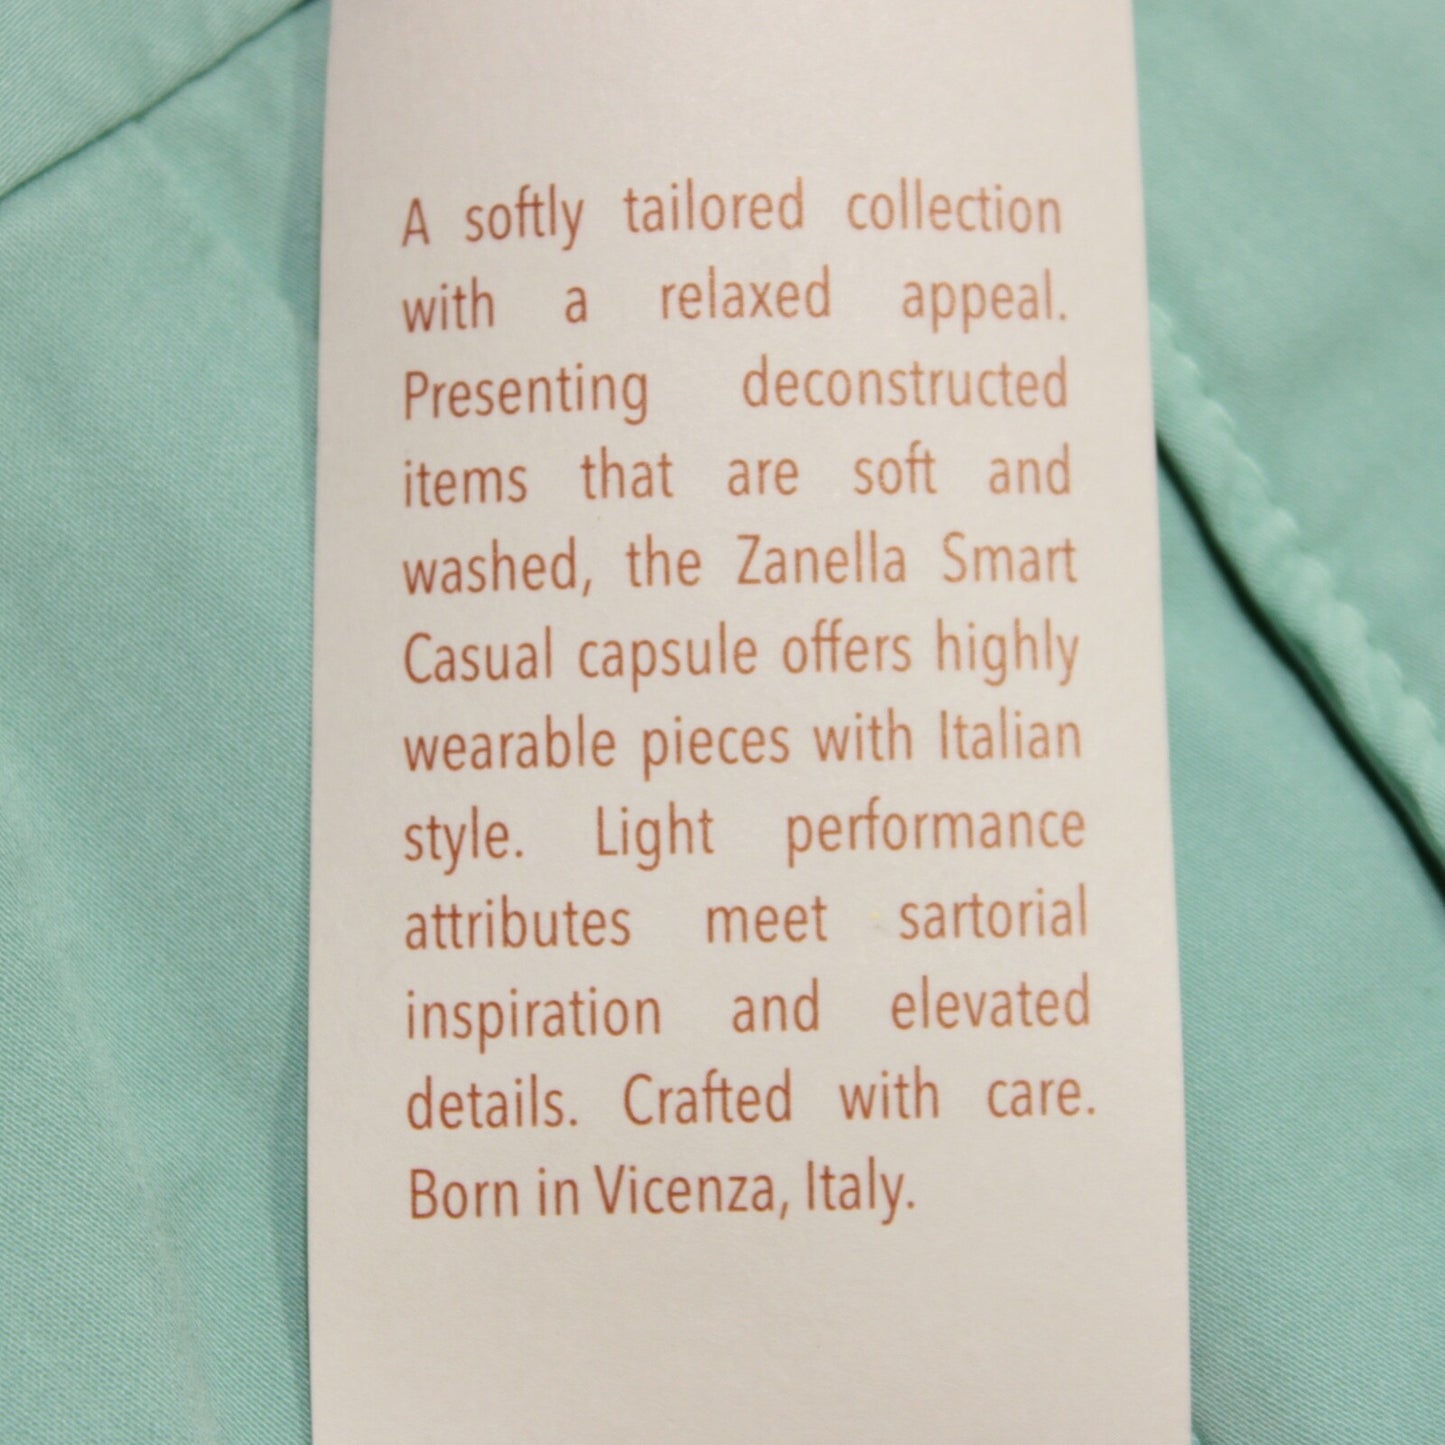 A softly tailored collection
with a relaxed appeal.
Presenting deconstructed
items that are soft and
washed, the Zanella Smart
Casual capsule offers highly
wearable pieces with Italian
style. Light performance
attributes meet sartorial
inspiration and elevated
details. Crafted with care.
Born in Vicenza, Italy.